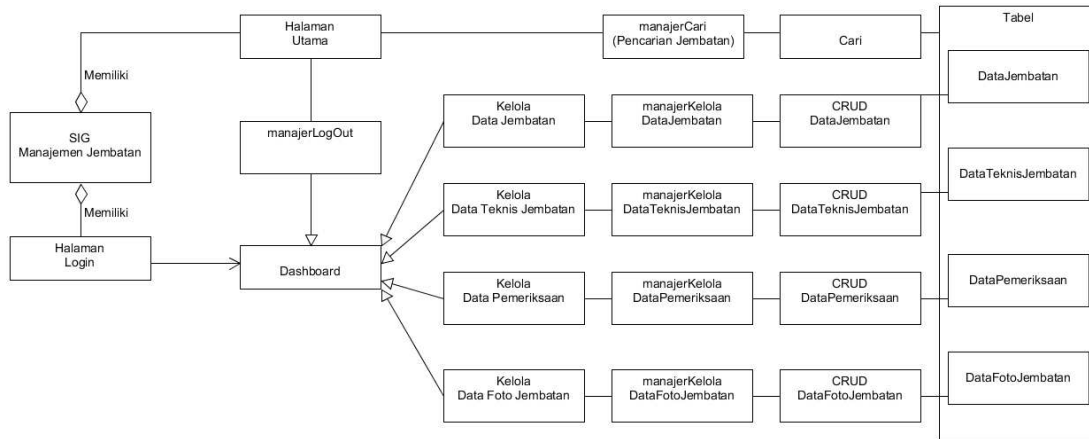 Tabel
Halaman
Utama
manajerCari
(Pencarian Jembatan)
Cari
Memiliki
DataJembatan
Kelola
Data Jembatan
manajerKelola
DataJembatan
CRUD
DataJembatan
SIG
Manajemen Jembatan
manajerLogOut
DataTeknisJembatan
Kelola
Data Teknis Jembatan
manajerKelola
DataTeknisJembatan
CRUD
DataTeknisJembatan
Memiliki
Halaman
Login
Dashboard
Kelola
Data Pemeriksaan
manajerKelola
DataPemeriksaan
CRUD
DataPemeriksaan
DataPemeriksaan
Kelola
Data Foto Jembatan
manajerKelola
DataFotoJembatan
CRUD
DataFotoJembatan
DataFotoJembatan